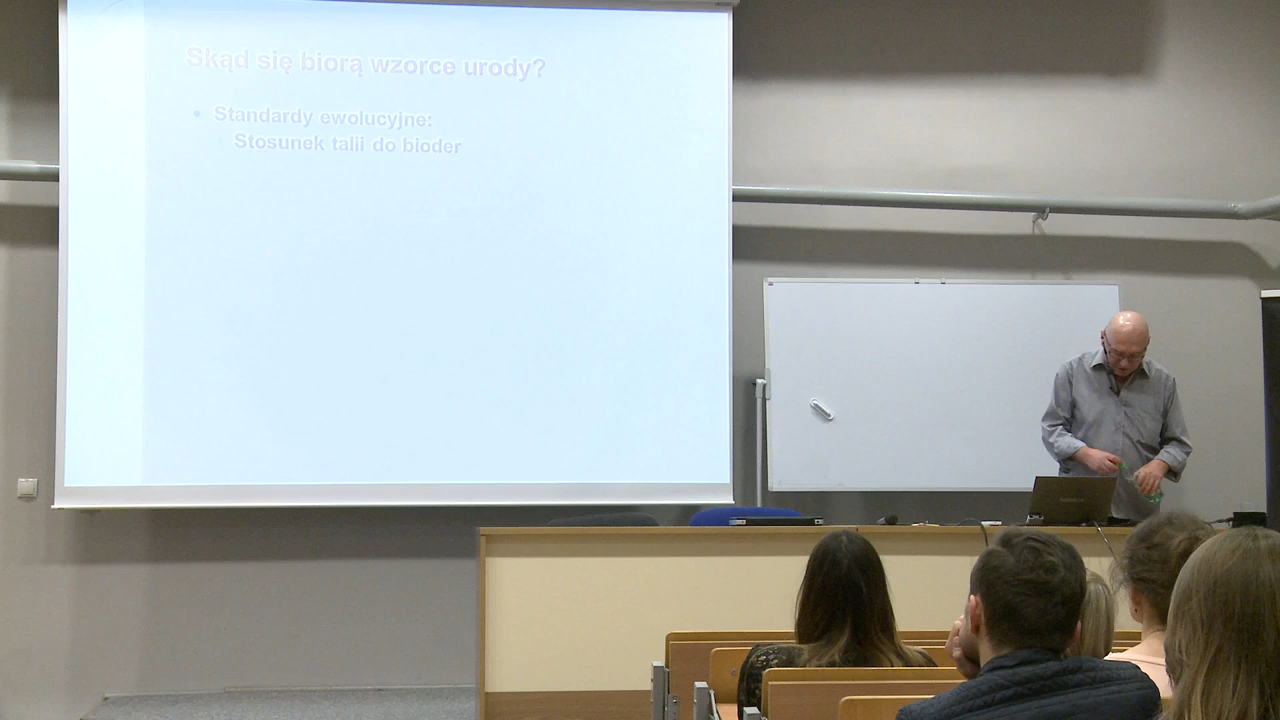 Skąd się biorą wzorce urody?
• Standardy ewolucyjne:
Stosunek talii do bioder